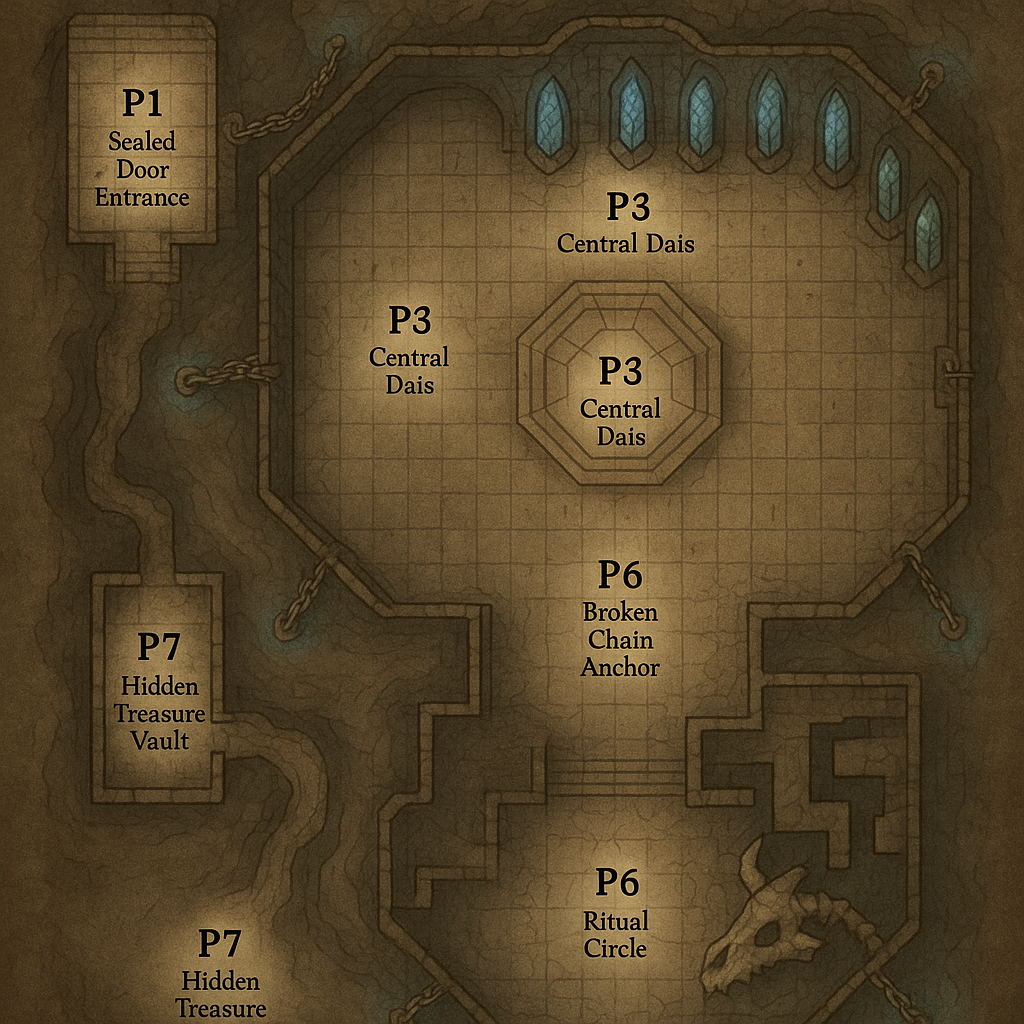 P1
Sealed
Door
Entrance
P3
Central Dais
P3
Central
Dais
P3
Central
Dais
P6
Broken
Chain
Anchor
P7
Hidden
Treasure
Vault
P6
Ritual
Circle
P7
Hidden
Treasure